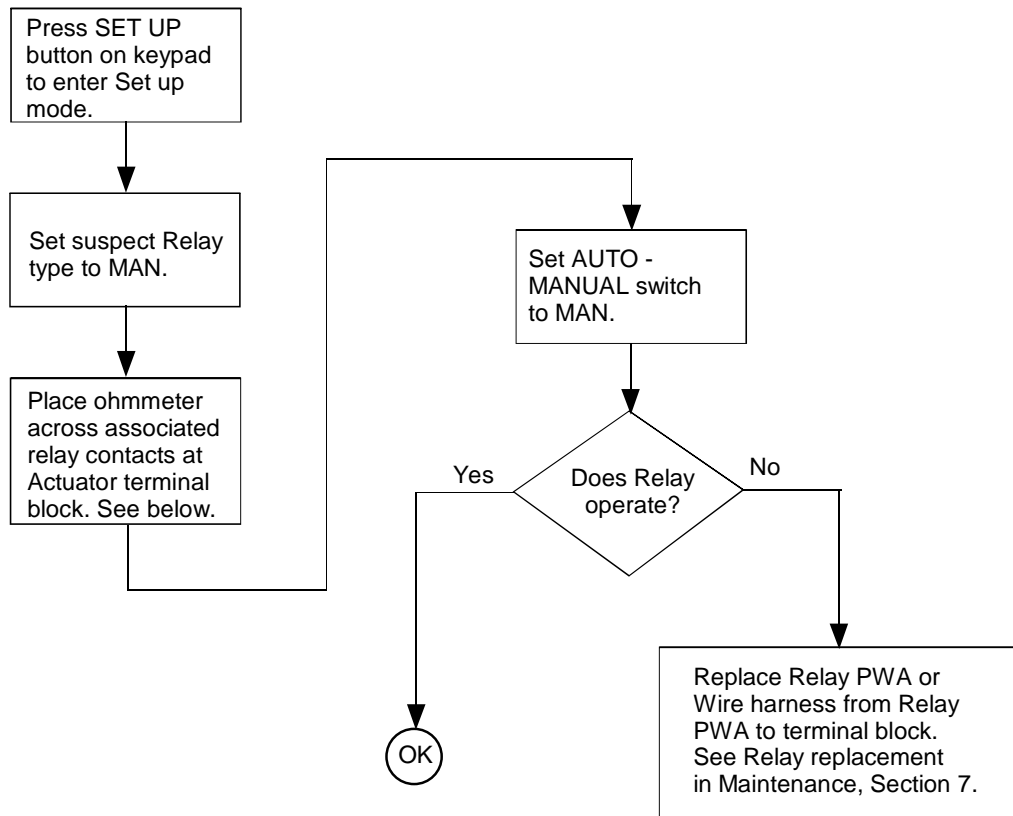 Press SET UP
button on keypad
to enter Set up
mode.
Set suspect Relay
type to MAN.
Place ohmmeter
across associated
relay contacts at
Actuator terminal
block. See below.
Set AUTO -
MANUAL switch
to MAN.
Does Relay
operate?
Yes
No
OK
Replace Relay PWA or
Wire harness from Relay
PWA to terminal block.
See Relay replacement
in Maintenance, Section 7.